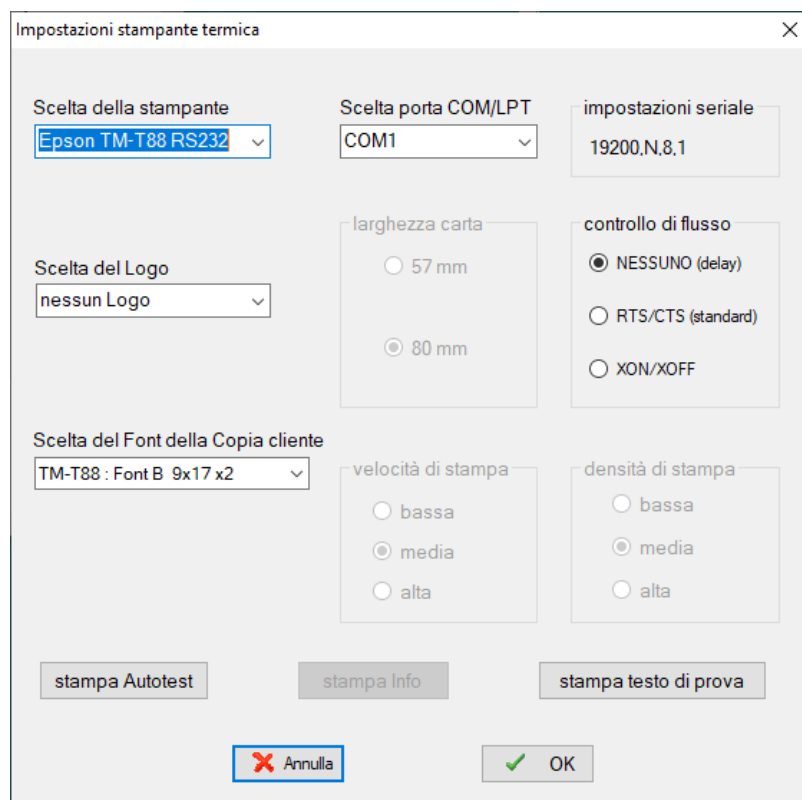 Impostazioni stampante termica
Scelta della stampante
Epson TM-T88 RS232
Scelta porta COM/LPT
COM1
impostazioni seriale
19200,N,8,1
Scelta del Logo
nessun Logo
larghezza carta
57 mm
80 mm
controllo di flusso
NESSUNO (delay)
RTS/CTS (standard)
XON/XOFF
Scelta del Font della Copia cliente
TM-T88 : Font B 9x17 x2
velocità di stampa
bassa
media
alta
densità di stampa
bassa
media
alta
stampa Autotest
stampa Info
stampa testo di prova
Annulla
OK